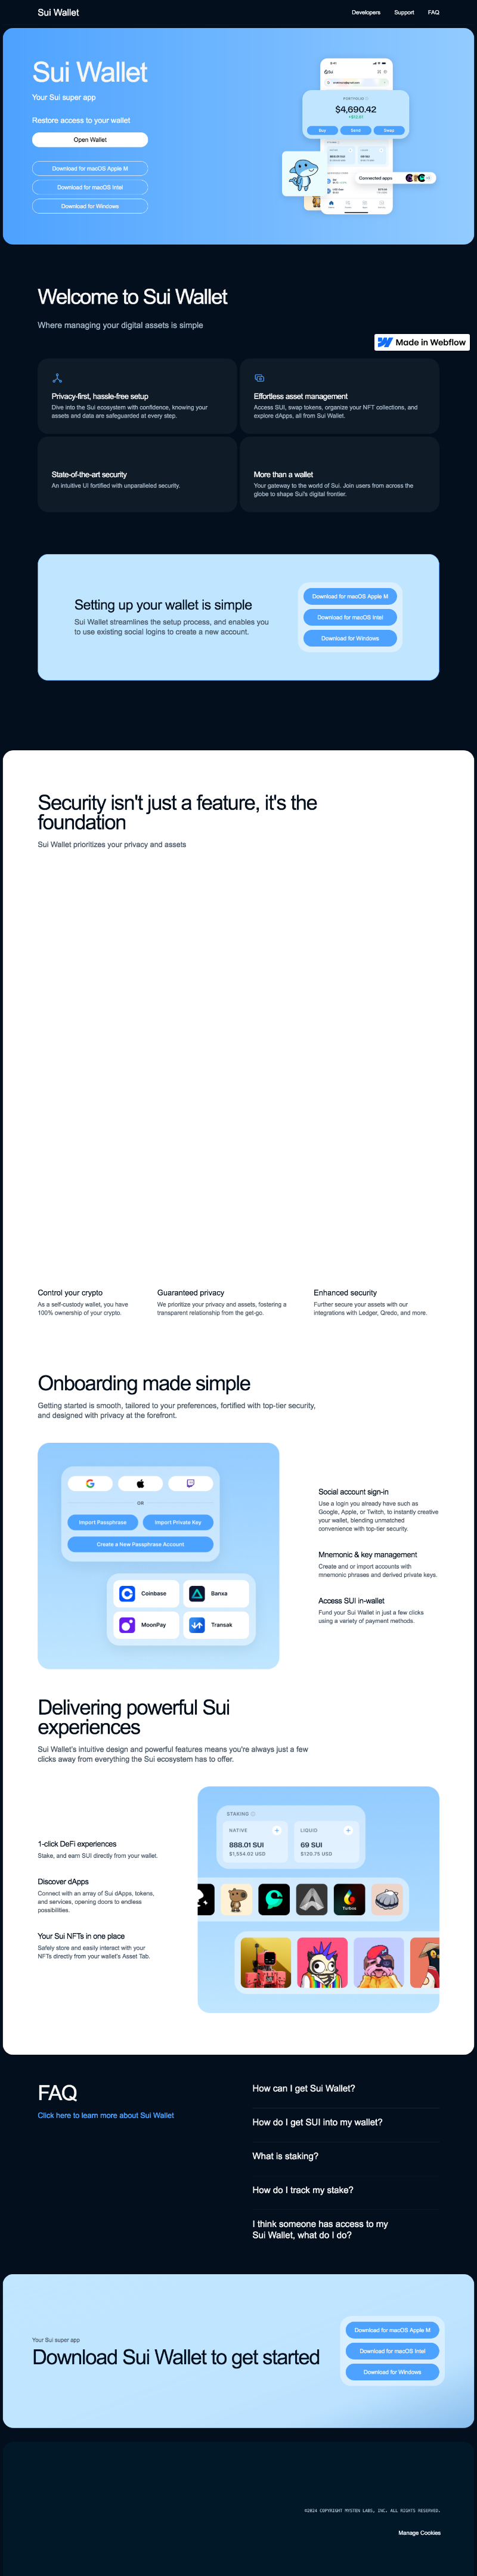 Sui Wallet
Developers
Support
FAQ
Sui Wallet
Your Sui super app
Restore access to your wallet
Open Wallet
Download for macOS Apple M
Download for macOS Intel
Download for Windows
Sui
PORTFOLIO
$4,690.42
Buy
Send
Swap
Connected apps
Welcome to Sui Wallet
Where managing your digital assets is simple
Made in Webflow
Privacy-first, hassle-free setup
Dive into the Sui ecosystem with confidence, knowing your
assets and data are safeguarded at every step.
Effortless asset management
Access SUI, swap tokens, organize your NFT collections, and
explore dApps, all from Sui Wallet.
State-of-the-art security
An intuitive UI fortified with unparalleled security.
More than a wallet
Your gateway to the world of Sui. Join users from across the
globe to shape Sui's digital frontier.
Setting up your wallet is simple
Sui Wallet streamlines the setup process, and enables you
to use existing social logins to create a new account.
Download for macOS Apple M
Download for macOS Intel
Download for Windows
Security isn't just a feature, it's the
foundation
Sui Wallet prioritizes your privacy and assets
Control your crypto
As a self-custody wallet, you have
100% ownership of your crypto.
Guaranteed privacy
We prioritize your privacy and assets, fostering a
transparent relationship from the get-go.
Enhanced security
Further secure your assets with our
integrations with Ledger, Qredo, and more.
Onboarding made simple
Getting started is smooth, tailored to your preferences, fortified with top-tier security,
and designed with privacy at the forefront.
OR
Import Passphrase
Import Private Key
Create a New Passphrase Account
Coinbase
Banxa
MoonPay
Transak
Social account sign-in
Use a login you already have such as
Google, Apple, or Twitch, to instantly creative
your wallet, blending unmatched
convenience with top-tier security.
Mnemonic & key management
Create and or import accounts with
mnemonic phrases and derived private keys.
Access SUI in-wallet
Fund your Sui Wallet in just a few clicks
using a variety of payment methods.
Delivering powerful Sui
experiences
Sui Wallet's intuitive design and powerful features means you're always just a few
clicks away from everything the Sui ecosystem has to offer.
1-click DeFi experiences
Stake, and earn SUI directly from your wallet.
Discover dApps
Connect with an array of Sui dApps, tokens,
and services, opening doors to endless
possibilities.
Your Sui NFTs in one place
Safely store and easily interact with your
NFTs directly from your wallet's Asset Tab.
STAKING
NATIVE
888.01 SUI
$1,554.02 USD
LIQUID
69 SUI
$120.75 USD
Turbos
FAQ
Click here to learn more about Sui Wallet
How can I get Sui Wallet?
How do I get SUI into my wallet?
What is staking?
How do I track my stake?
I think someone has access to my
Sui Wallet, what do I do?
Your Sui super app
Download Sui Wallet to get started
Download for macOS Apple M
Download for macOS Intel
Download for Windows
©2024 COPYRIGHT MYSTEN LABS, INC. ALL RIGHTS RESERVED.
Manage Cookies